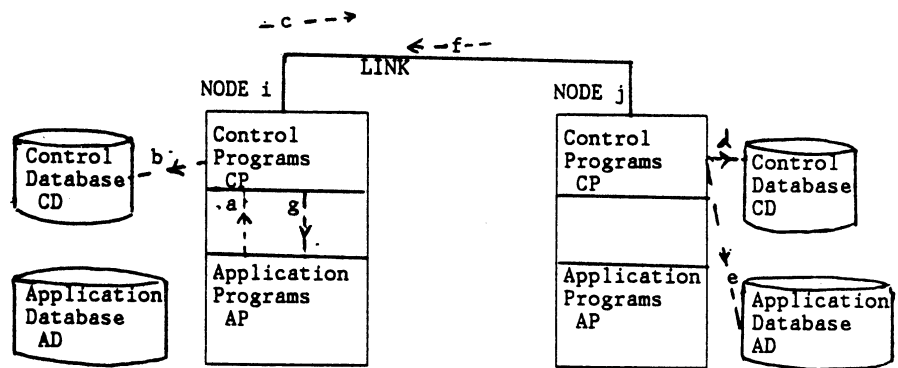 c
f
LINK
NODE i
NODE j
Control
Database
CD
b
Control
Programs
CP
a
g
Application
Programs
AP
Application
Database
AD
Control
Programs
CP
Application
Programs
AP
d
Control
Database
CD
e
Application
Database
AD